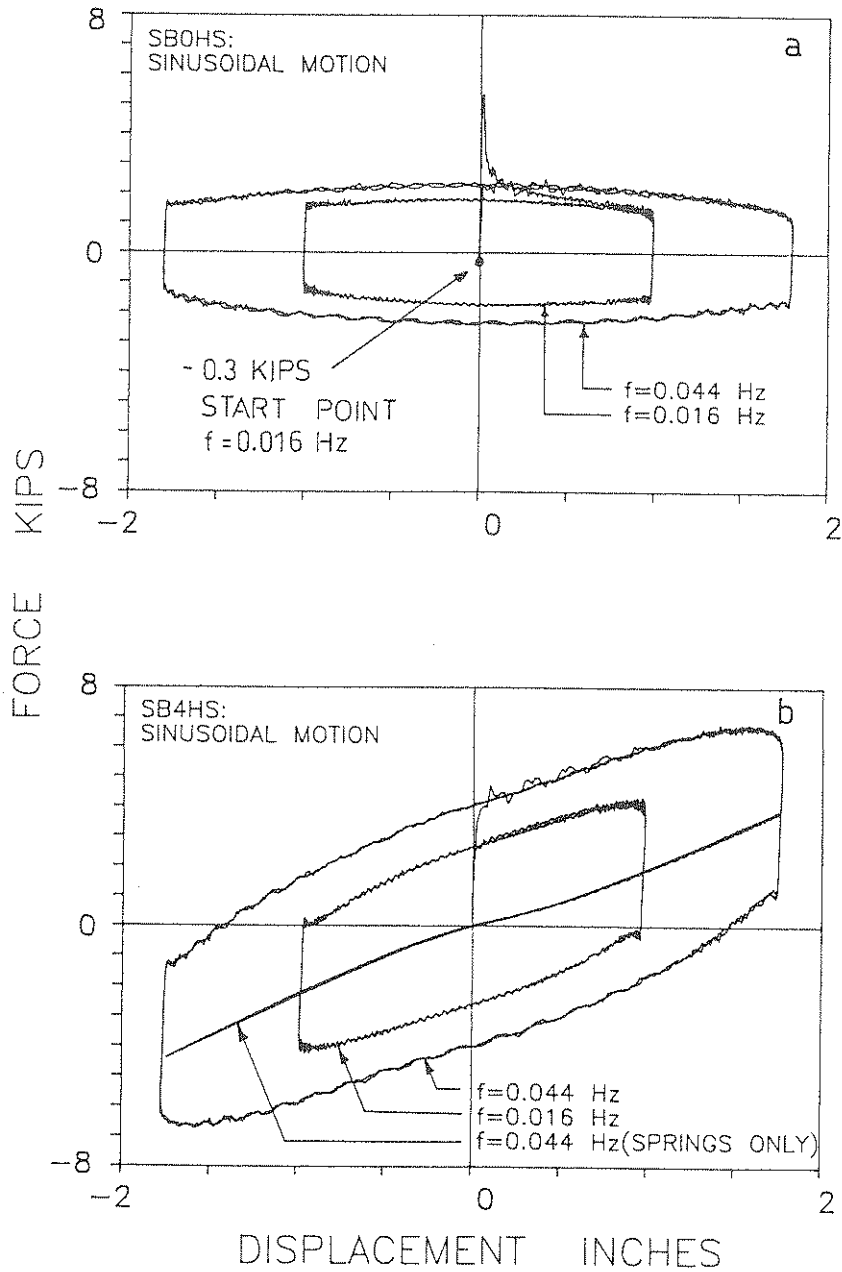 8
SB0HS:
SINUSOIDAL MOTION
a
0
- 0.3 KIPS
START POINT
f = 0.016 Hz
f=0.044 Hz
f=0.016 Hz
-8
-2
0
2
FORCE KIPS
8
SB4HS:
SINUSOIDAL MOTION
b
0
f=0.044 Hz
f=0.016 Hz
f=0.044 Hz(SPRINGS ONLY)
-8
-2
0
2
DISPLACEMENT INCHES